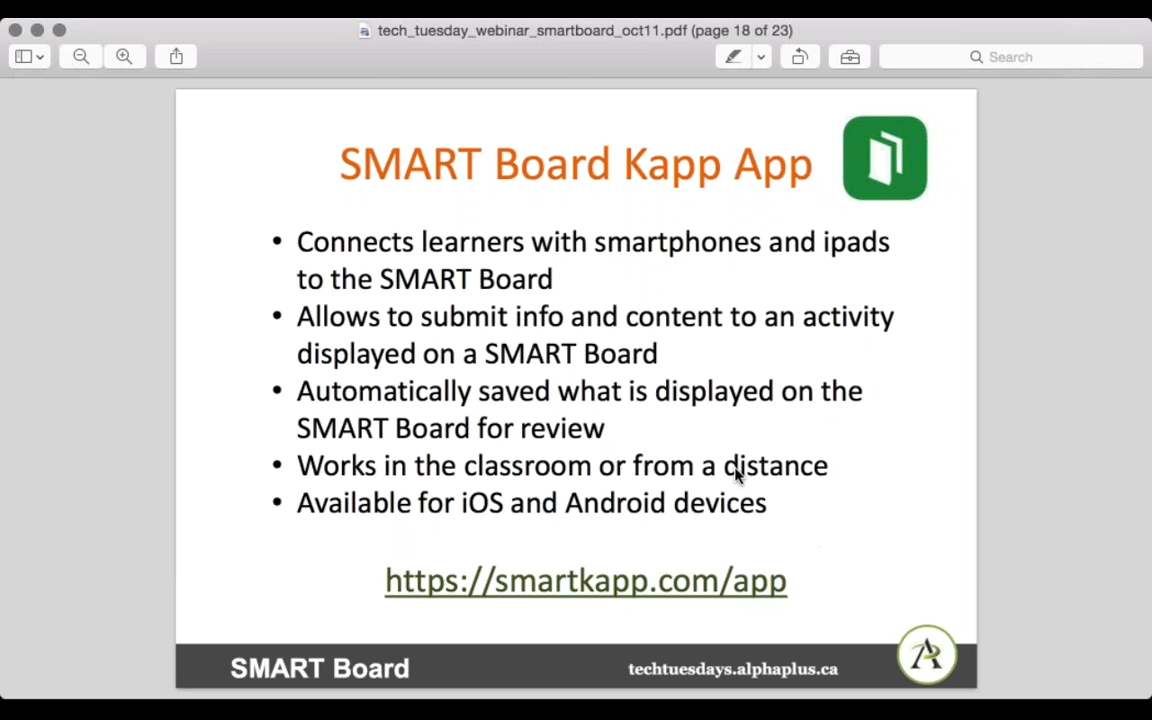 tech_tuesday_webinar_smartboard_oct11.pdf (page 18 of 23)
Search
SMART Board Kapp App
• Connects learners with smartphones and ipads
to the SMART Board
• Allows to submit info and content to an activity
displayed on a SMART Board
• Automatically saved what is displayed on the
SMART Board for review
• Works in the classroom or from a distance
• Available for iOS and Android devices
https://smartkapp.com/app
SMART Board
techtuesdays.alphaplus.ca